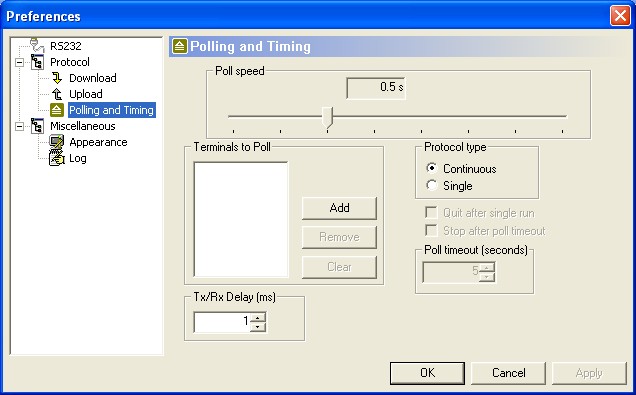 Preferences
RS232
Protocol
Download
Upload
Polling and Timing
Miscellaneous
Appearance
Log
Polling and Timing
Poll speed
0.5 s
Terminals to Poll
Add
Remove
Clear
Protocol type
Continuous
Single
Quit after single run
Stop after poll timeout
Poll timeout (seconds)
5
Tx/Rx Delay (ms)
1
OK
Cancel
Apply